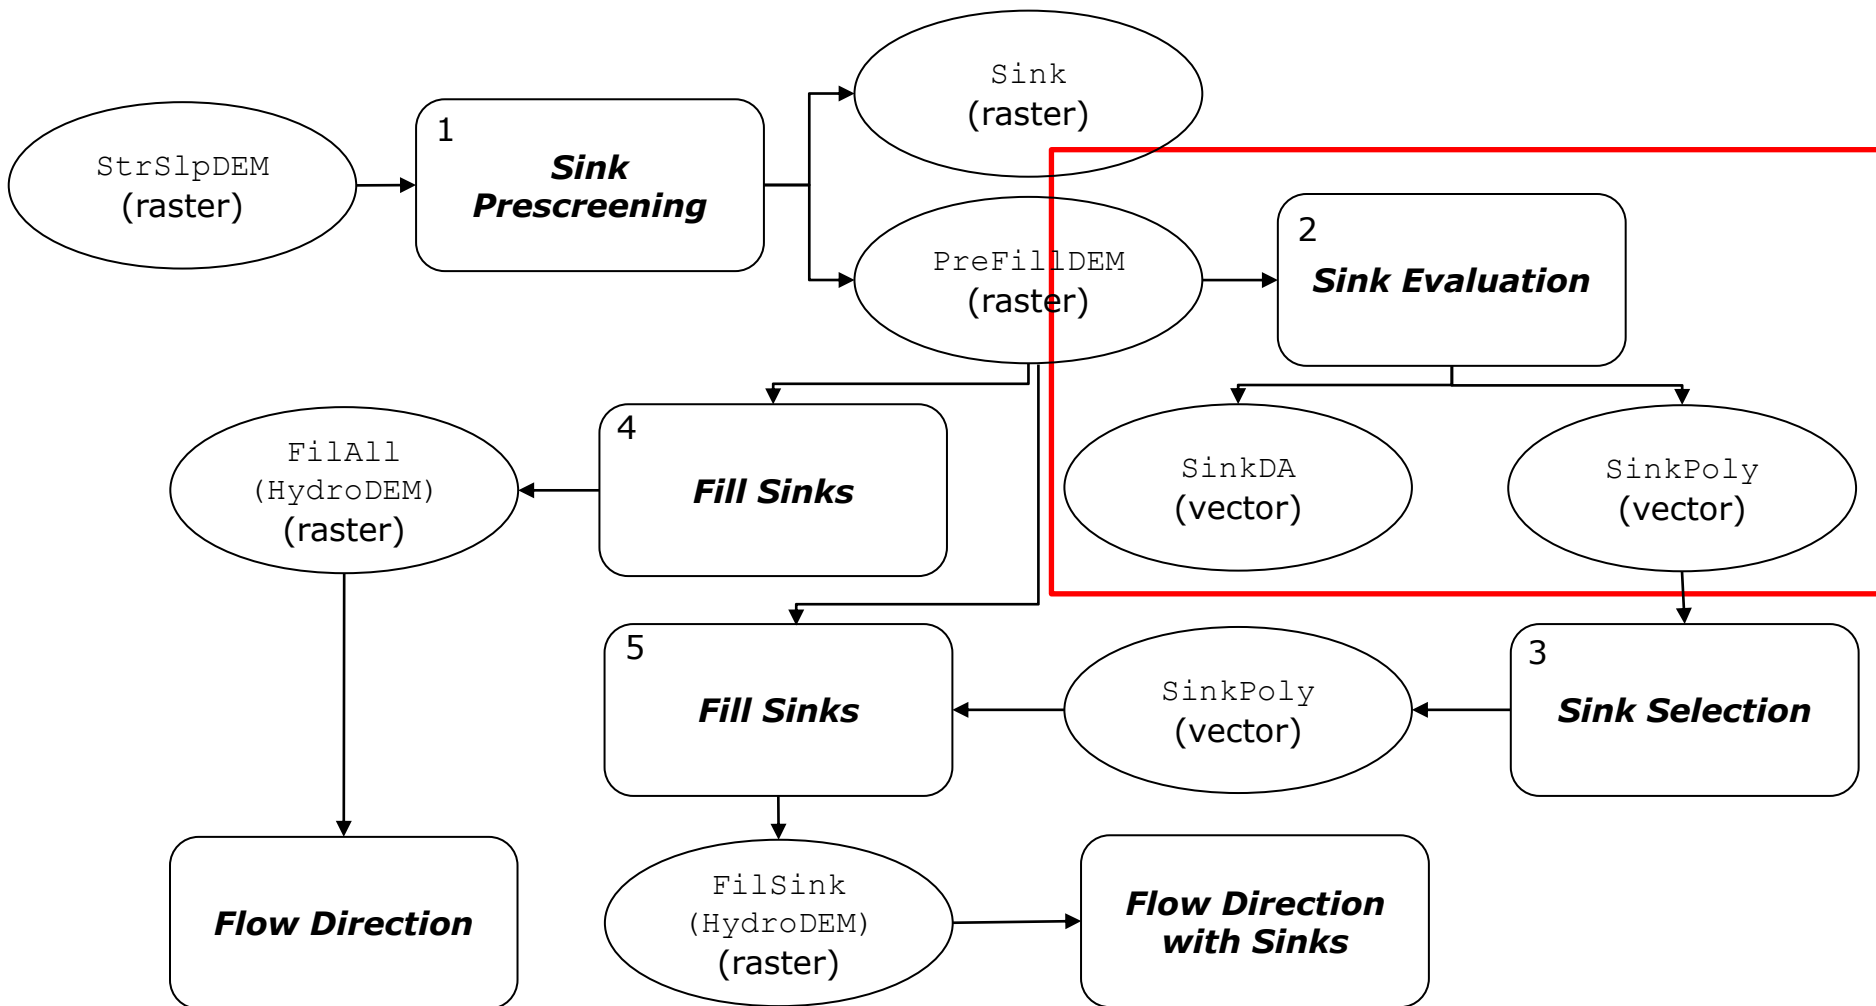 Sink
(raster)
StrSlpDEM
(raster)
1
Sink
Prescreening
PreFillDEM
(raster)
2
Sink Evaluation
4
Fill Sinks
FilAll
(HydroDEM)
(raster)
SinkDA
(vector)
SinkPoly
(vector)
5
Fill Sinks
SinkPoly
(vector)
3
Sink Selection
Flow Direction
FilSink
(HydroDEM)
(raster)
Flow Direction
with Sinks